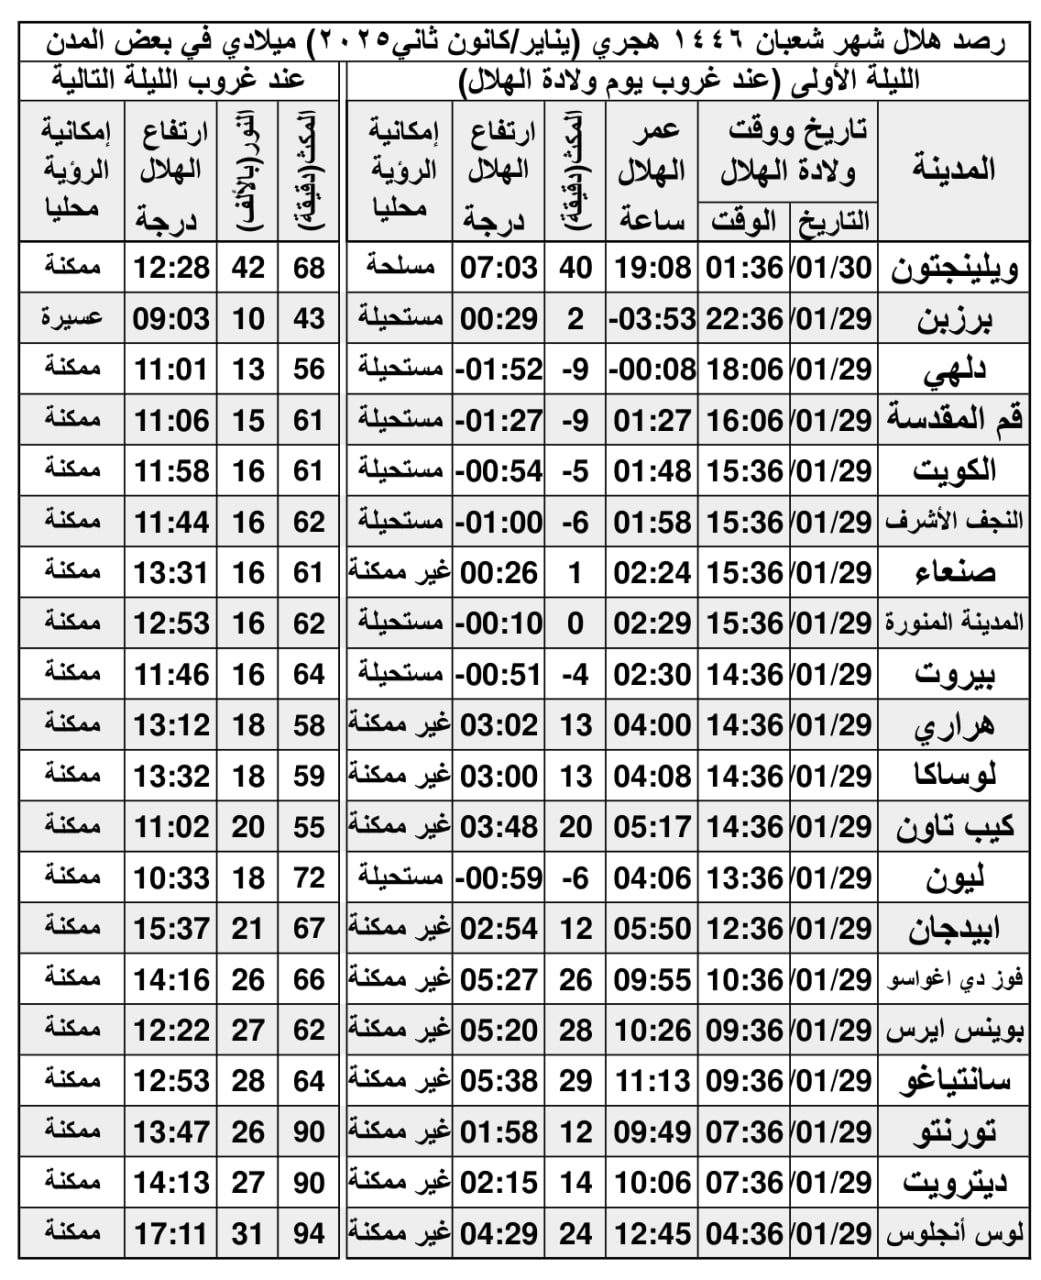 رصد هلال شهر شعبان ١٤٤٦ هجري (يناير/كانون ثاني٢٠٢٥) ميلادي في بعض المدن
الليلة الأولى (عند غروب يوم ولادة الهلال) عند غروب الليلة التالية
المدينة تاريخ ووقت ولادة الهلال التاريخ الوقت عمر الهلال ساعة المكث(دقيقة) ارتفاع الهلال درجة إمكانية الرؤية محليا المكث(دقيقة) النور(بالألف) ارتفاع الهلال درجة إمكانية الرؤية محليا
ويلينجتون 01/30/ 01:36 19:08 40 07:03 مسلحة 68 42 12:28 ممكنة
برزبن 01/29/ 22:36 -03:53 2 00:29 مستحيلة 43 10 09:03 عسيرة
دلهي 01/29/ 18:06 -00:08 -9 -01:52 مستحيلة 56 13 11:01 ممكنة
قم المقدسة 01/29/ 16:06 01:27 -9 -01:27 مستحيلة 61 15 11:06 ممكنة
الكويت 01/29/ 15:36 01:48 -5 -00:54 مستحيلة 61 16 11:58 ممكنة
النجف الأشرف 01/29/ 15:36 01:58 -6 -01:00 مستحيلة 62 16 11:44 ممكنة
صنعاء 01/29/ 15:36 02:24 1 00:26 غير ممكنة 61 16 13:31 ممكنة
المدينة المنورة 01/29/ 15:36 02:29 0 -00:10 مستحيلة 62 16 12:53 ممكنة
بيروت 01/29/ 14:36 02:30 -4 -00:51 مستحيلة 64 16 11:46 ممكنة
هراري 01/29/ 14:36 04:00 13 03:02 غير ممكنة 58 18 13:12 ممكنة
لوساكا 01/29/ 14:36 04:08 13 03:00 غير ممكنة 59 18 13:32 ممكنة
كيب تاون 01/29/ 14:36 05:17 20 03:48 غير ممكنة 55 20 11:02 ممكنة
ليون 01/29/ 13:36 04:06 -6 -00:59 مستحيلة 72 18 10:33 ممكنة
ابيدجان 01/29/ 12:36 05:50 12 02:54 غير ممكنة 67 21 15:37 ممكنة
فوز دي اغواسو 01/29/ 10:36 09:55 26 05:27 غير ممكنة 66 26 14:16 ممكنة
بوينس ايرس 01/29/ 09:36 10:26 28 05:20 غير ممكنة 62 27 12:22 ممكنة
سانتياغو 01/29/ 09:36 11:13 29 05:38 غير ممكنة 64 28 12:53 ممكنة
تورنتو 01/29/ 07:36 09:49 12 01:58 غير ممكنة 90 26 13:47 ممكنة
ديترويت 01/29/ 07:36 10:06 14 02:15 غير ممكنة 90 27 14:13 ممكنة
لوس أنجلوس 01/29/ 04:36 12:45 24 04:29 غير ممكنة 94 31 17:11 ممكنة